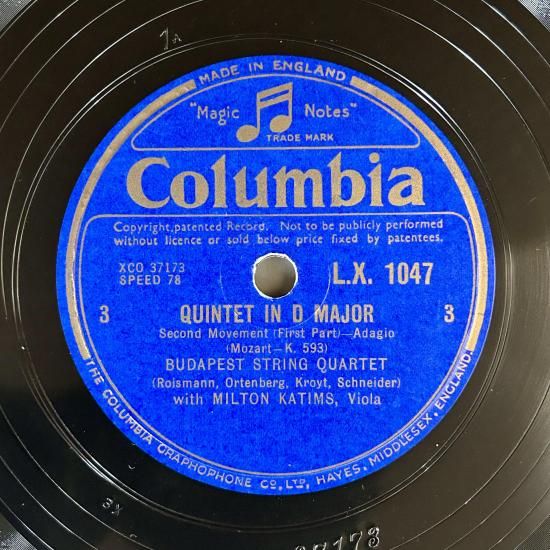 1A
MADE IN ENGLAND
"Magic Notes"
TRADE MARK
Columbia
Copyright, patented Record. Not to be publicly performed
without licence or sold below price fixed by patentees.
XCO 37173
SPEED 78
L.X. 1047
3 QUINTET IN D MAJOR 3
Second Movement (First Part)—Adagio
(Mozart—K. 593)
BUDAPEST STRING QUARTET
(Roismann, Ortenberg, Kroyt, Schneider)
with MILTON KATIMS, Viola
THE COLUMBIA GRAPHOPHONE CO., LTD, HAYES, MIDDLESEX, ENGLAND.